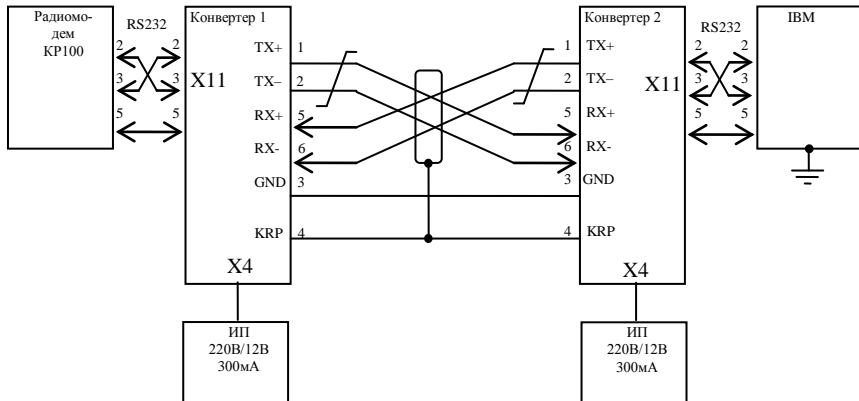 Радиомо-
дем
КР100
RS232
2 2
3 3
5 5
Конвертер 1
X11
TX+ 1
TX– 2
RX+ 5
RX- 6
GND 3
KRP 4
X4
ИП
220В/12В
300мА
Конвертер 2
1 TX+
2 TX–
5 RX+
6 RX-
3 GND
4 KRP
X11
X4
ИП
220В/12В
300мА
RS232
2 2
3 3
5 5
IBM